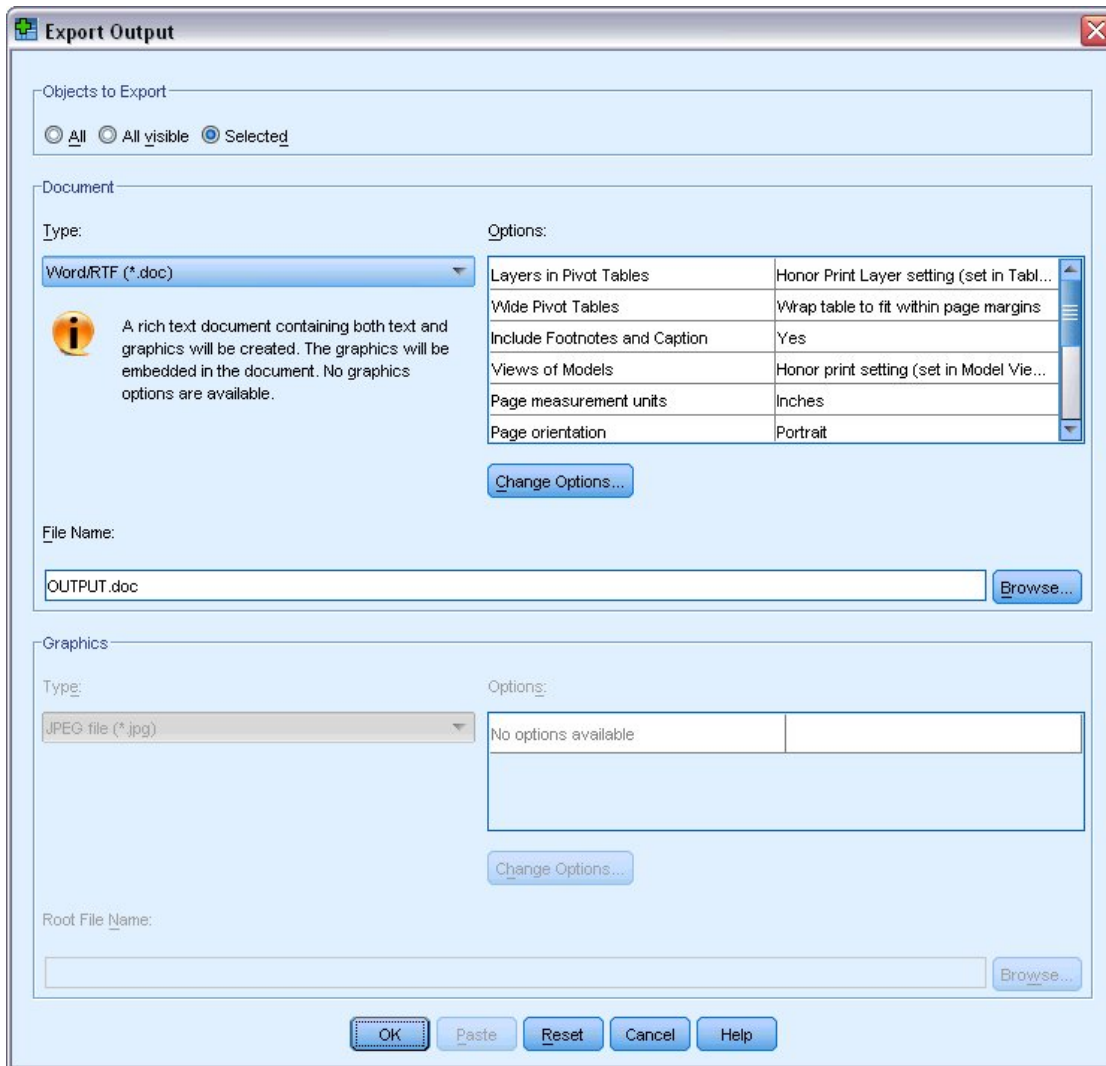 Export Output
Objects to Export
All All visible Selected
Document
Type:
Word/RTF (*.doc)
A rich text document containing both text and
graphics will be created. The graphics will be
embedded in the document. No graphics
options are available.
Options:
Layers in Pivot Tables Honor Print Layer setting (set in Tabl...
Wide Pivot Tables Wrap table to fit within page margins
Include Footnotes and Caption Yes
Views of Models Honor print setting (set in Model Vie...
Page measurement units Inches
Page orientation Portrait
Change Options...
File Name:
OUTPUT.doc Browse...
Graphics
Type:
JPEG file (*.jpg)
Options:
No options available
Change Options...
Root File Name:
Browse...
OK Paste Reset Cancel Help